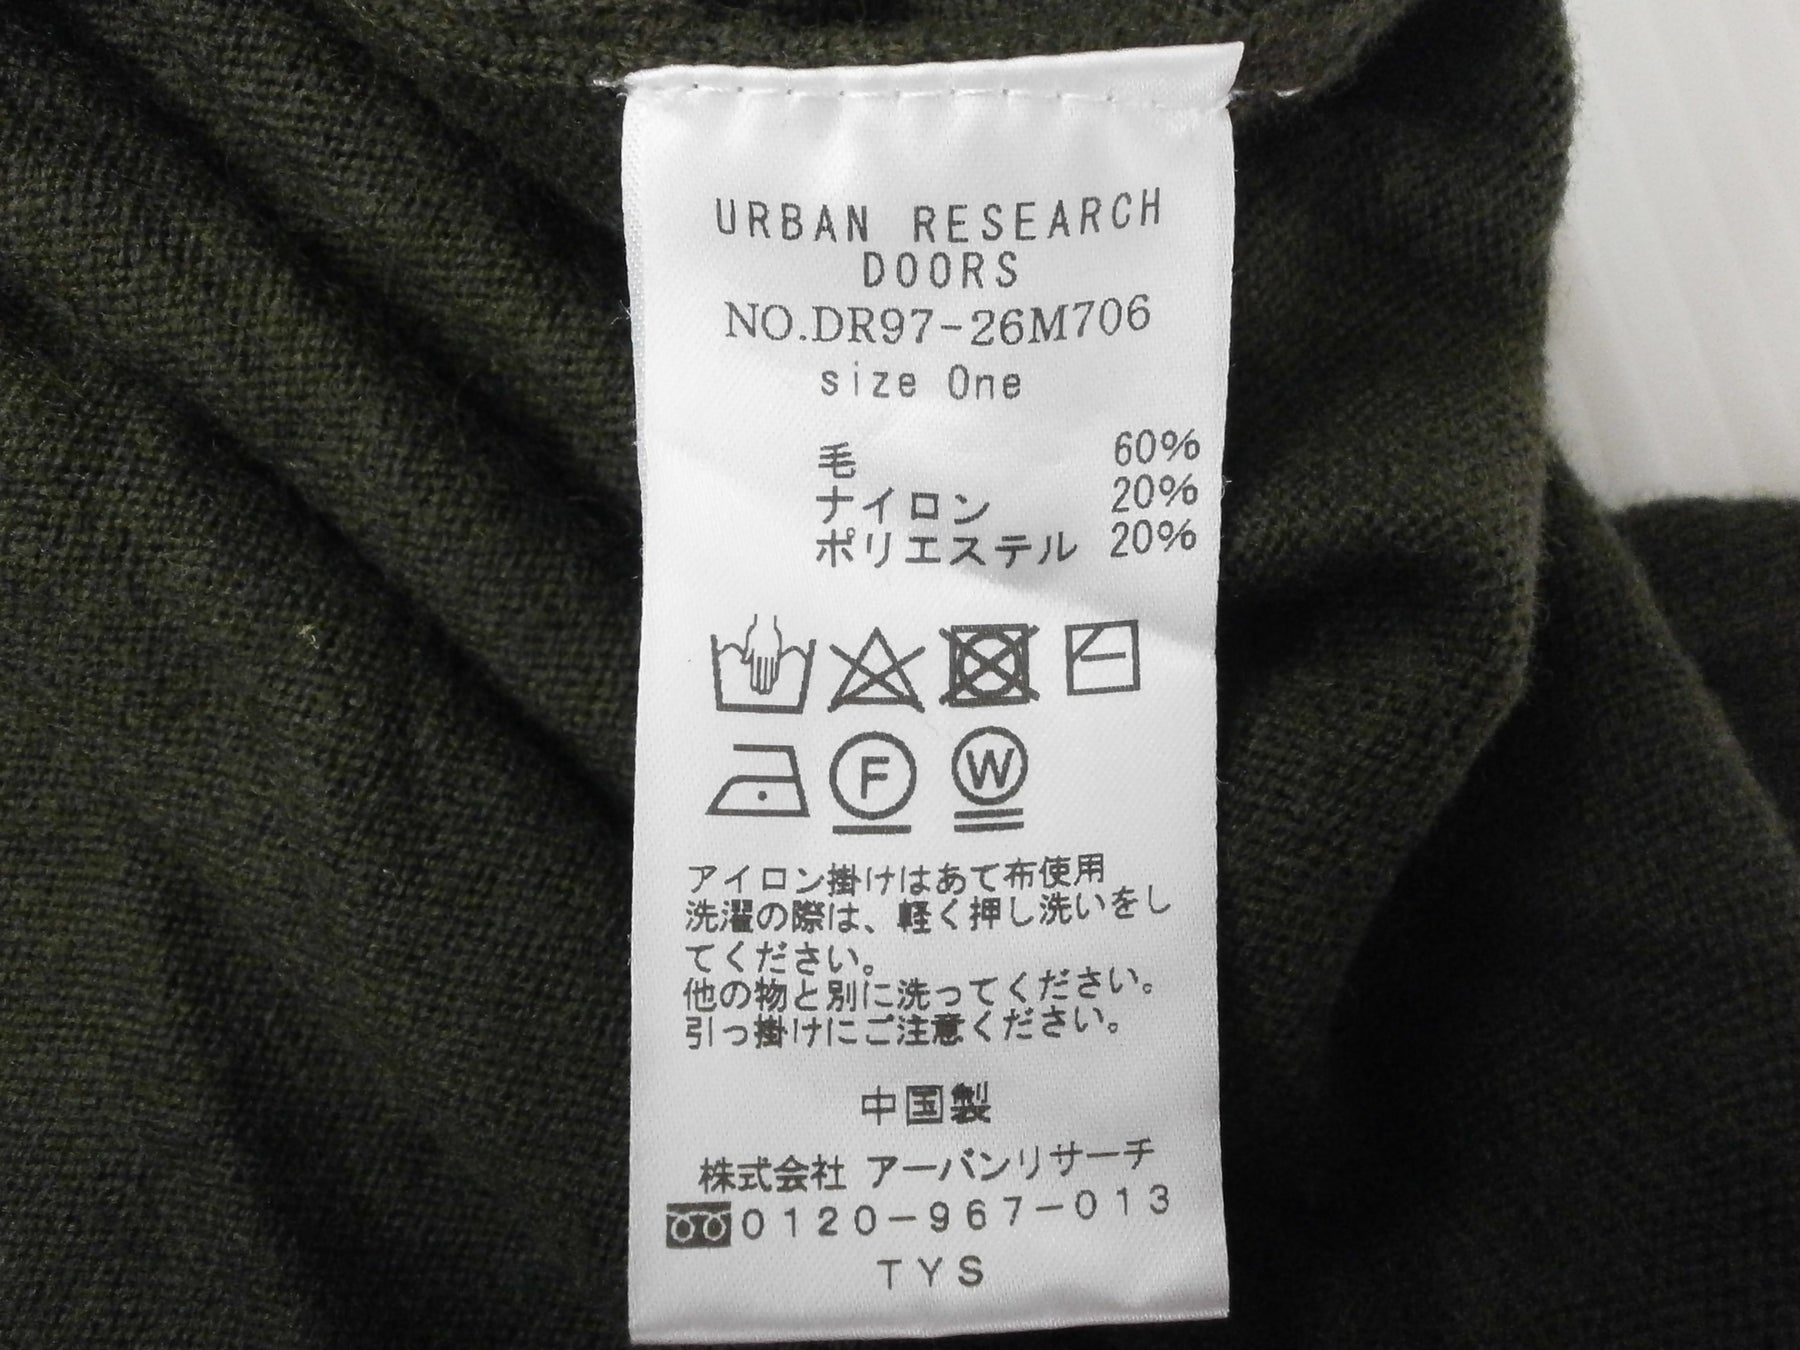 URBAN RESEARCH
DOORS
NO.DR97-26M706
size One
毛 60%
ナイロン 20%
ポリエステル 20%
F W
アイロン掛けはあて布使用
洗濯の際は、軽く押し洗いをし
てください。
他の物と別に洗ってください。
引っ掛けにご注意ください。
中国製
株式会社 アーバンリサーチ
0120-967-013
TYS